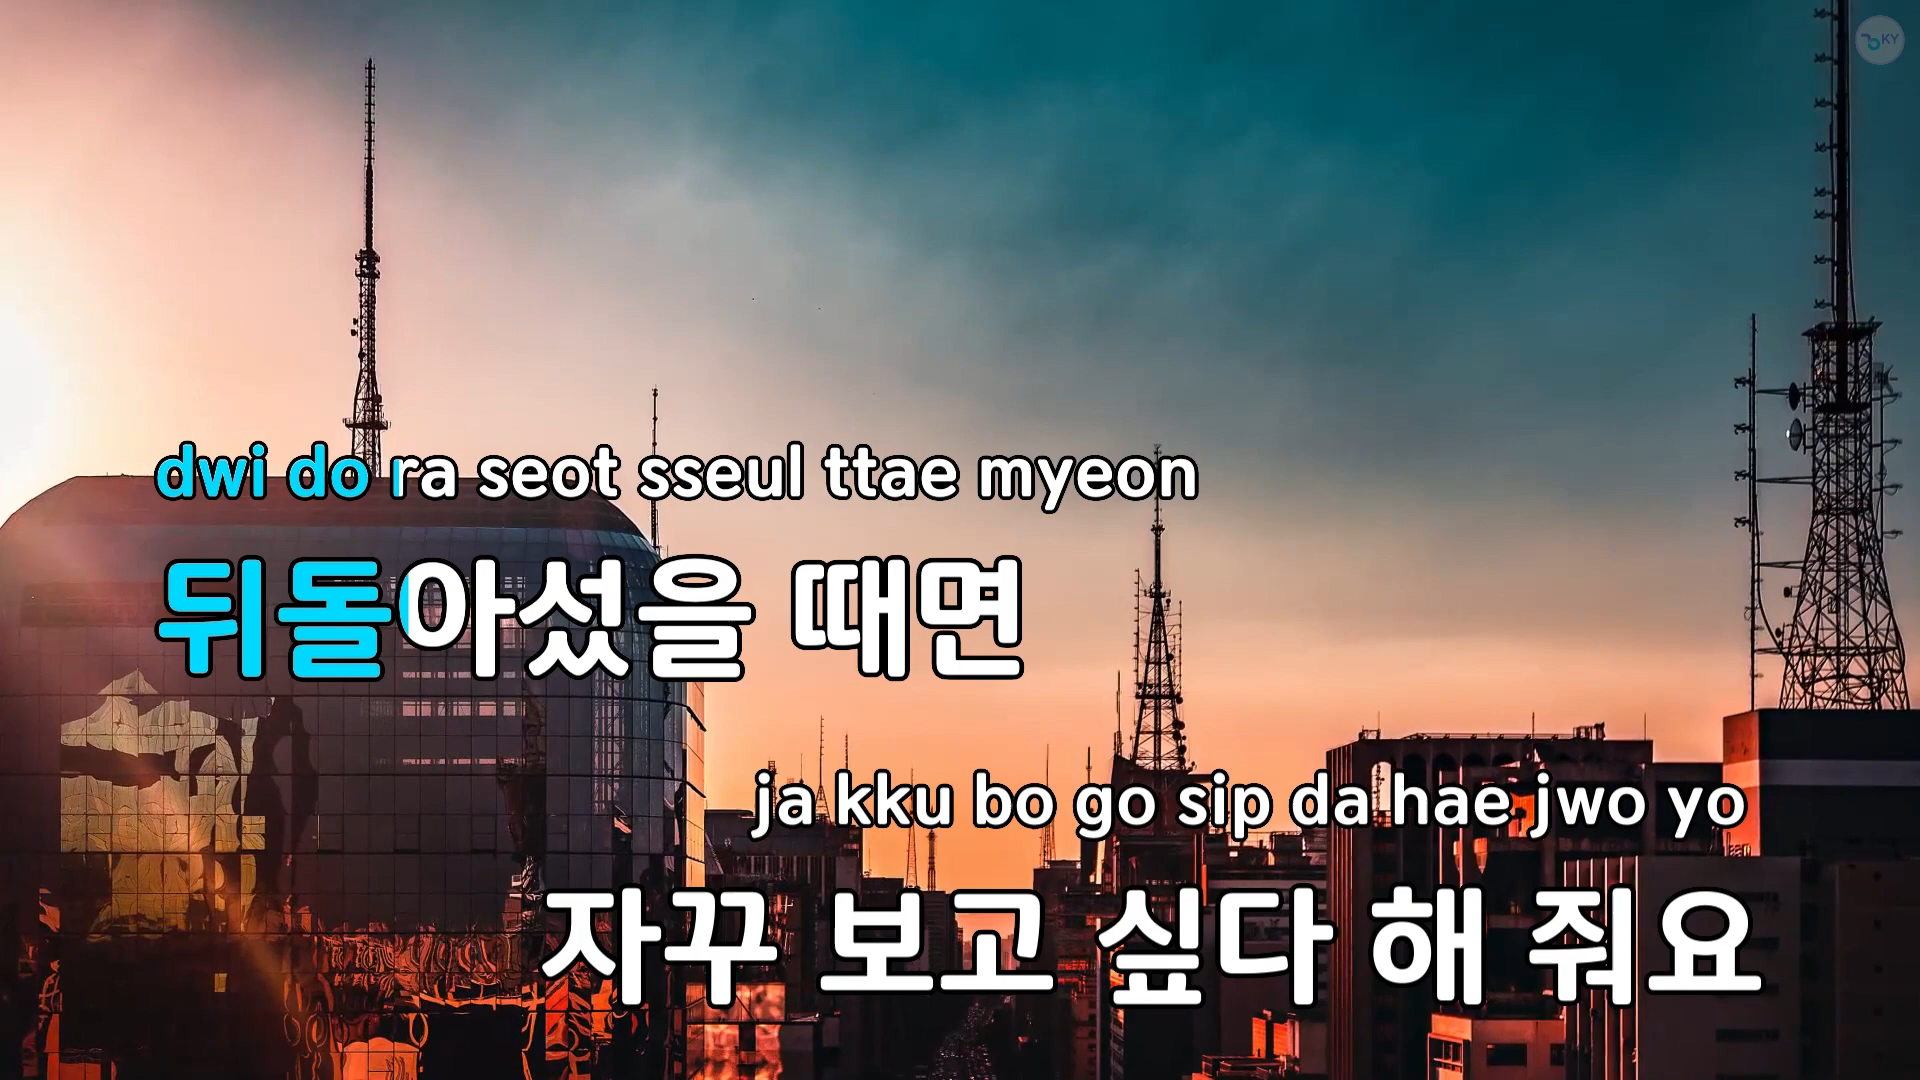 KY
dwi do ra seot sseul ttae myeon
뒤돌아섰을 때면
ja kku bo go sip da hae jwo yo
자꾸 보고 싶다 해 줘요